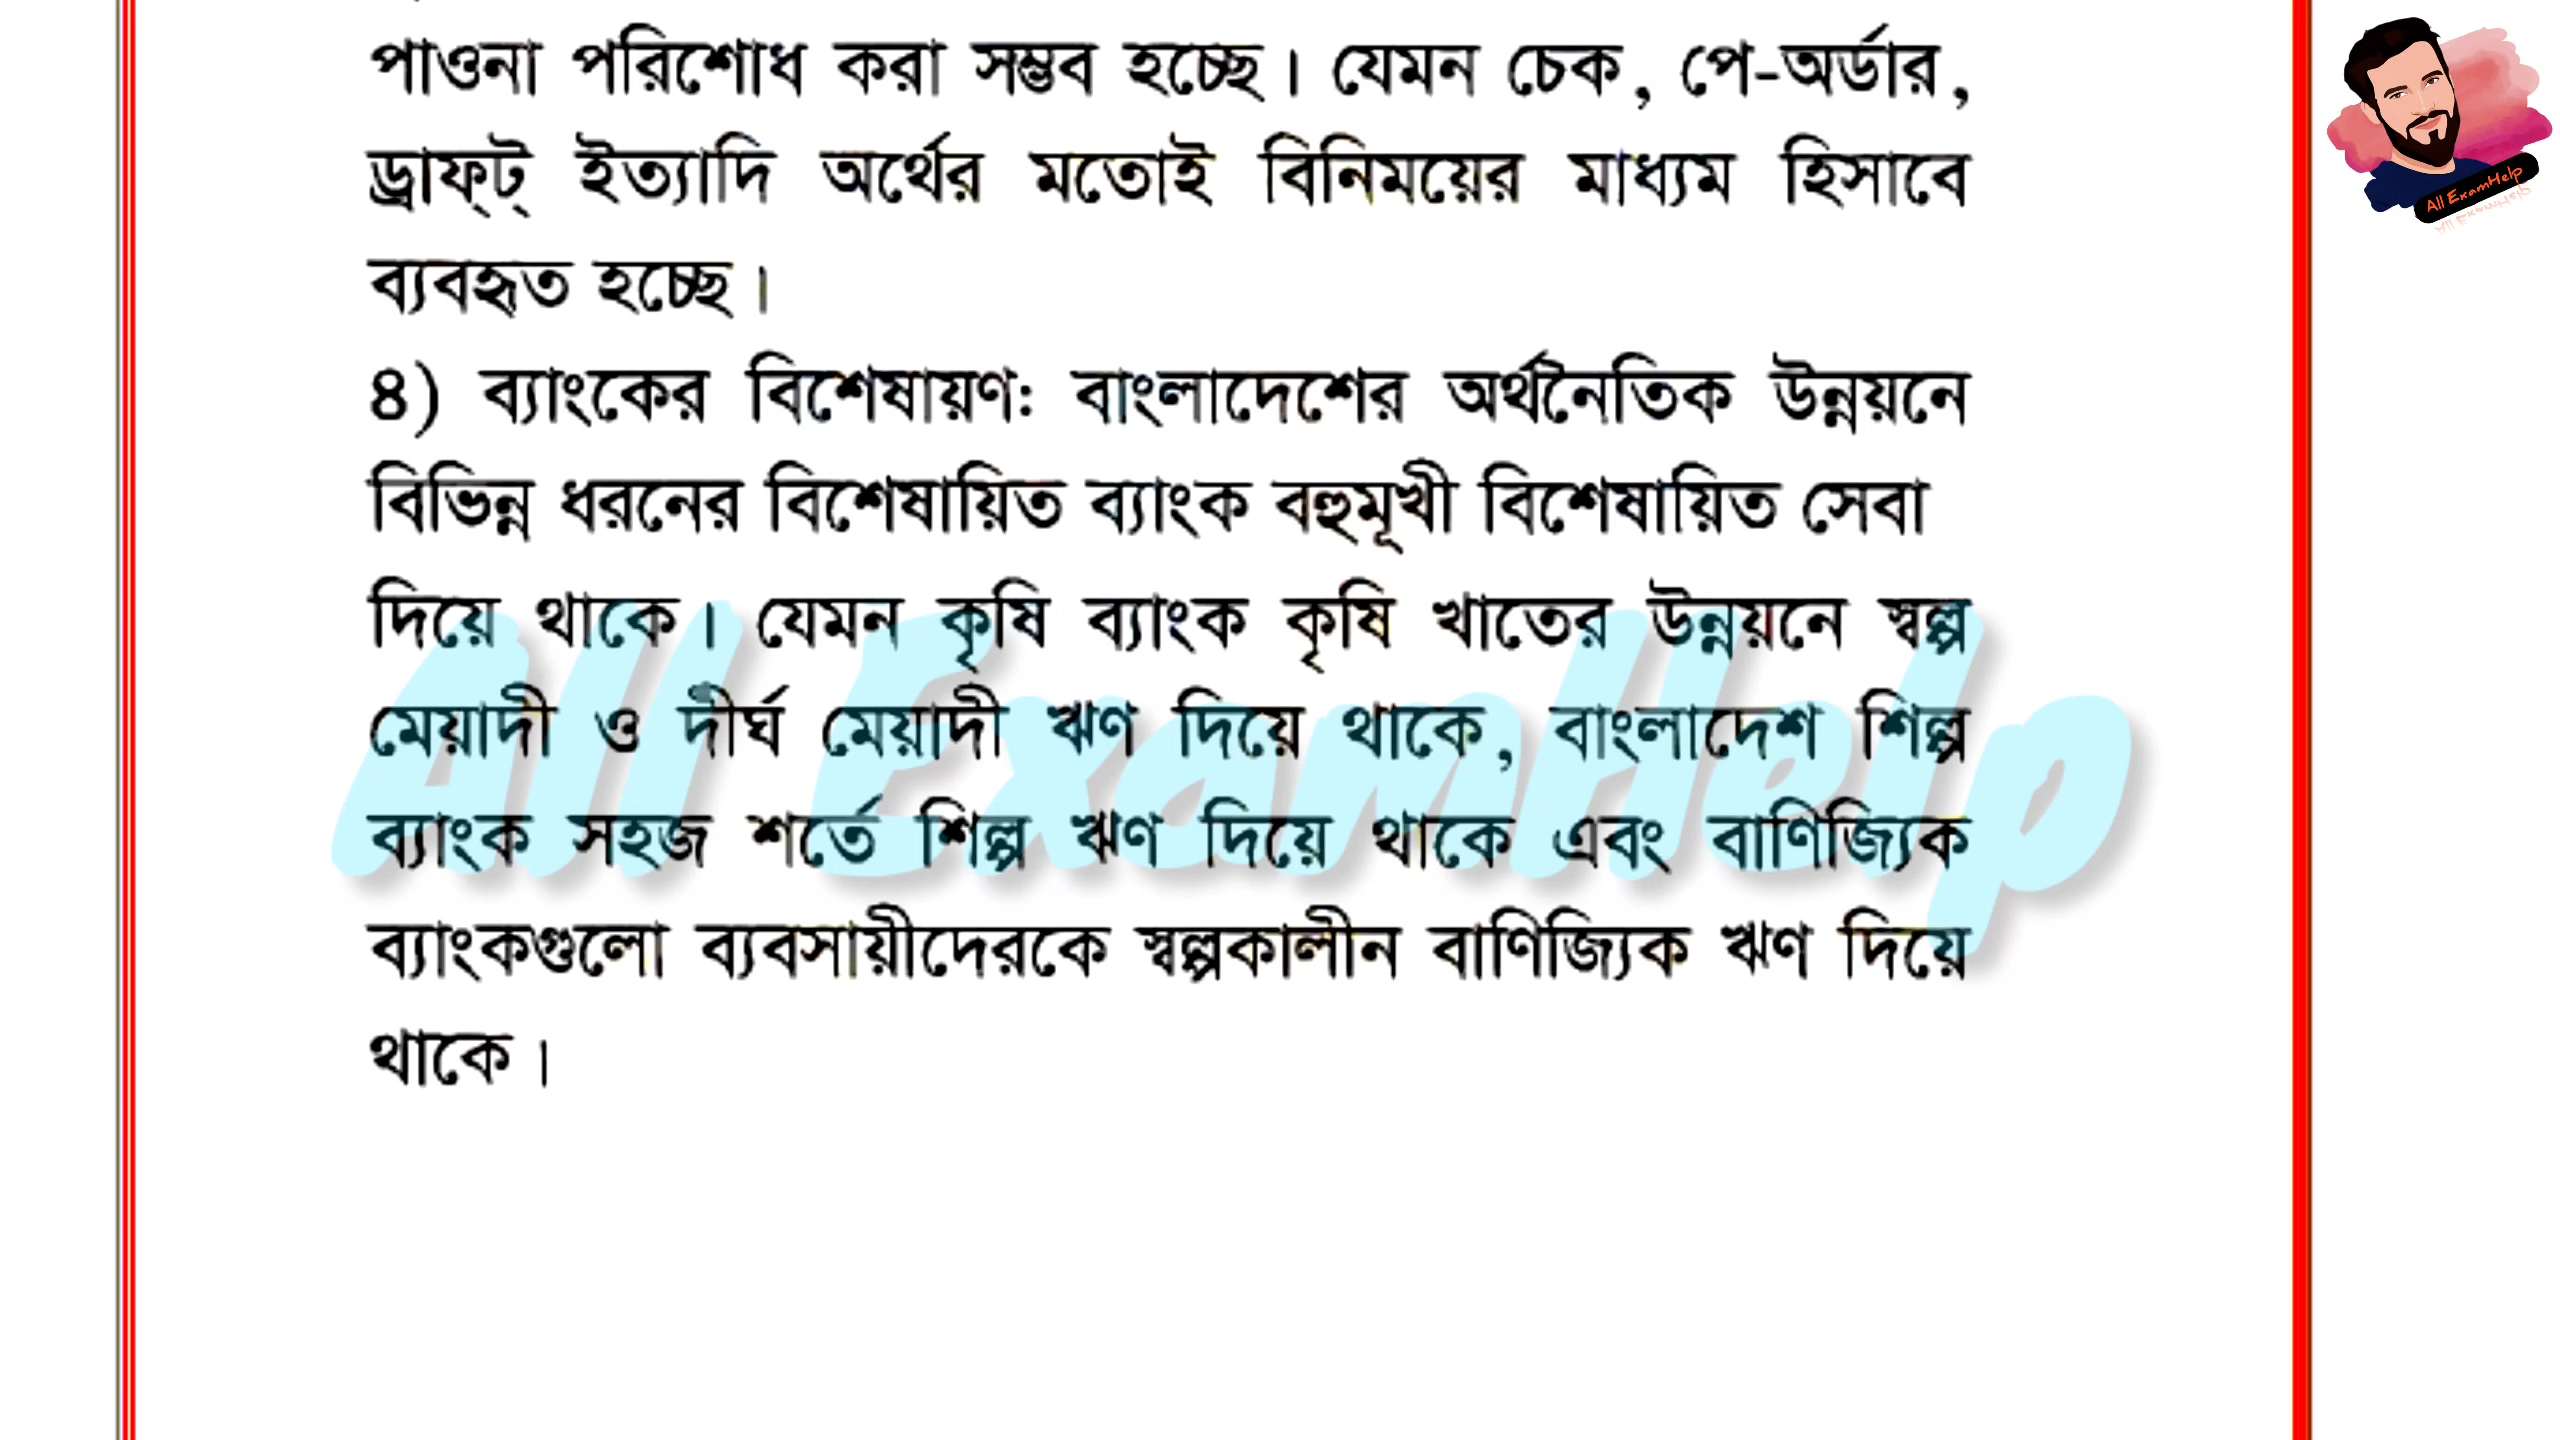 পাওনা পরিশোধ করা সম্ভব হচ্ছে। যেমন চেক, পে-অর্ডার,
ড্রাফ্ট্ ইত্যাদি অর্থের মতোই বিনিময়ের মাধ্যম হিসাবে
ব্যবহৃত হচ্ছে।
৪) ব্যাংকের বিশেষায়ণঃ বাংলাদেশের অর্থনৈতিক উন্নয়নে
বিভিন্ন ধরনের বিশেষায়িত ব্যাংক বহুমূখী বিশেষায়িত সেবা
দিয়ে থাকে। যেমন কৃষি ব্যাংক কৃষি খাতের উন্নয়নে স্বল্প
মেয়াদী ও দীর্ঘ মেয়াদী ঋণ দিয়ে থাকে, বাংলাদেশ শিল্প
ব্যাংক সহজ শর্তে শিল্প ঋণ দিয়ে থাকে এবং বাণিজ্যিক
ব্যাংকগুলো ব্যবসায়ীদেরকে স্বল্পকালীন বাণিজ্যিক ঋণ দিয়ে
থাকে।
All ExamHelp
All ExamHelp